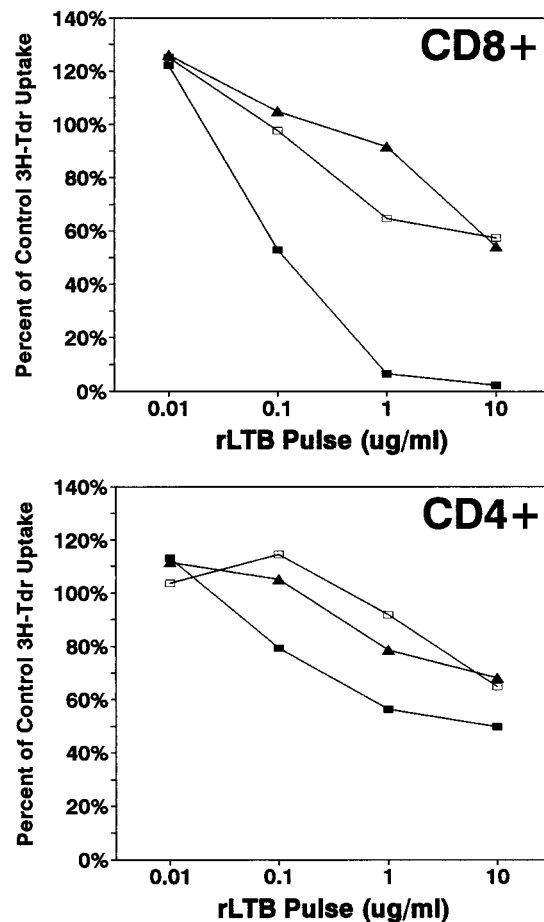 CD8+
Percent of Control 3H-Tdr Uptake
140%
120%
100%
80%
60%
40%
20%
0%
0.01 0.1 1 10
rLTB Pulse (ug/ml)
CD4+
Percent of Control 3H-Tdr Uptake
140%
120%
100%
80%
60%
40%
20%
0%
0.01 0.1 1 10
rLTB Pulse (ug/ml)